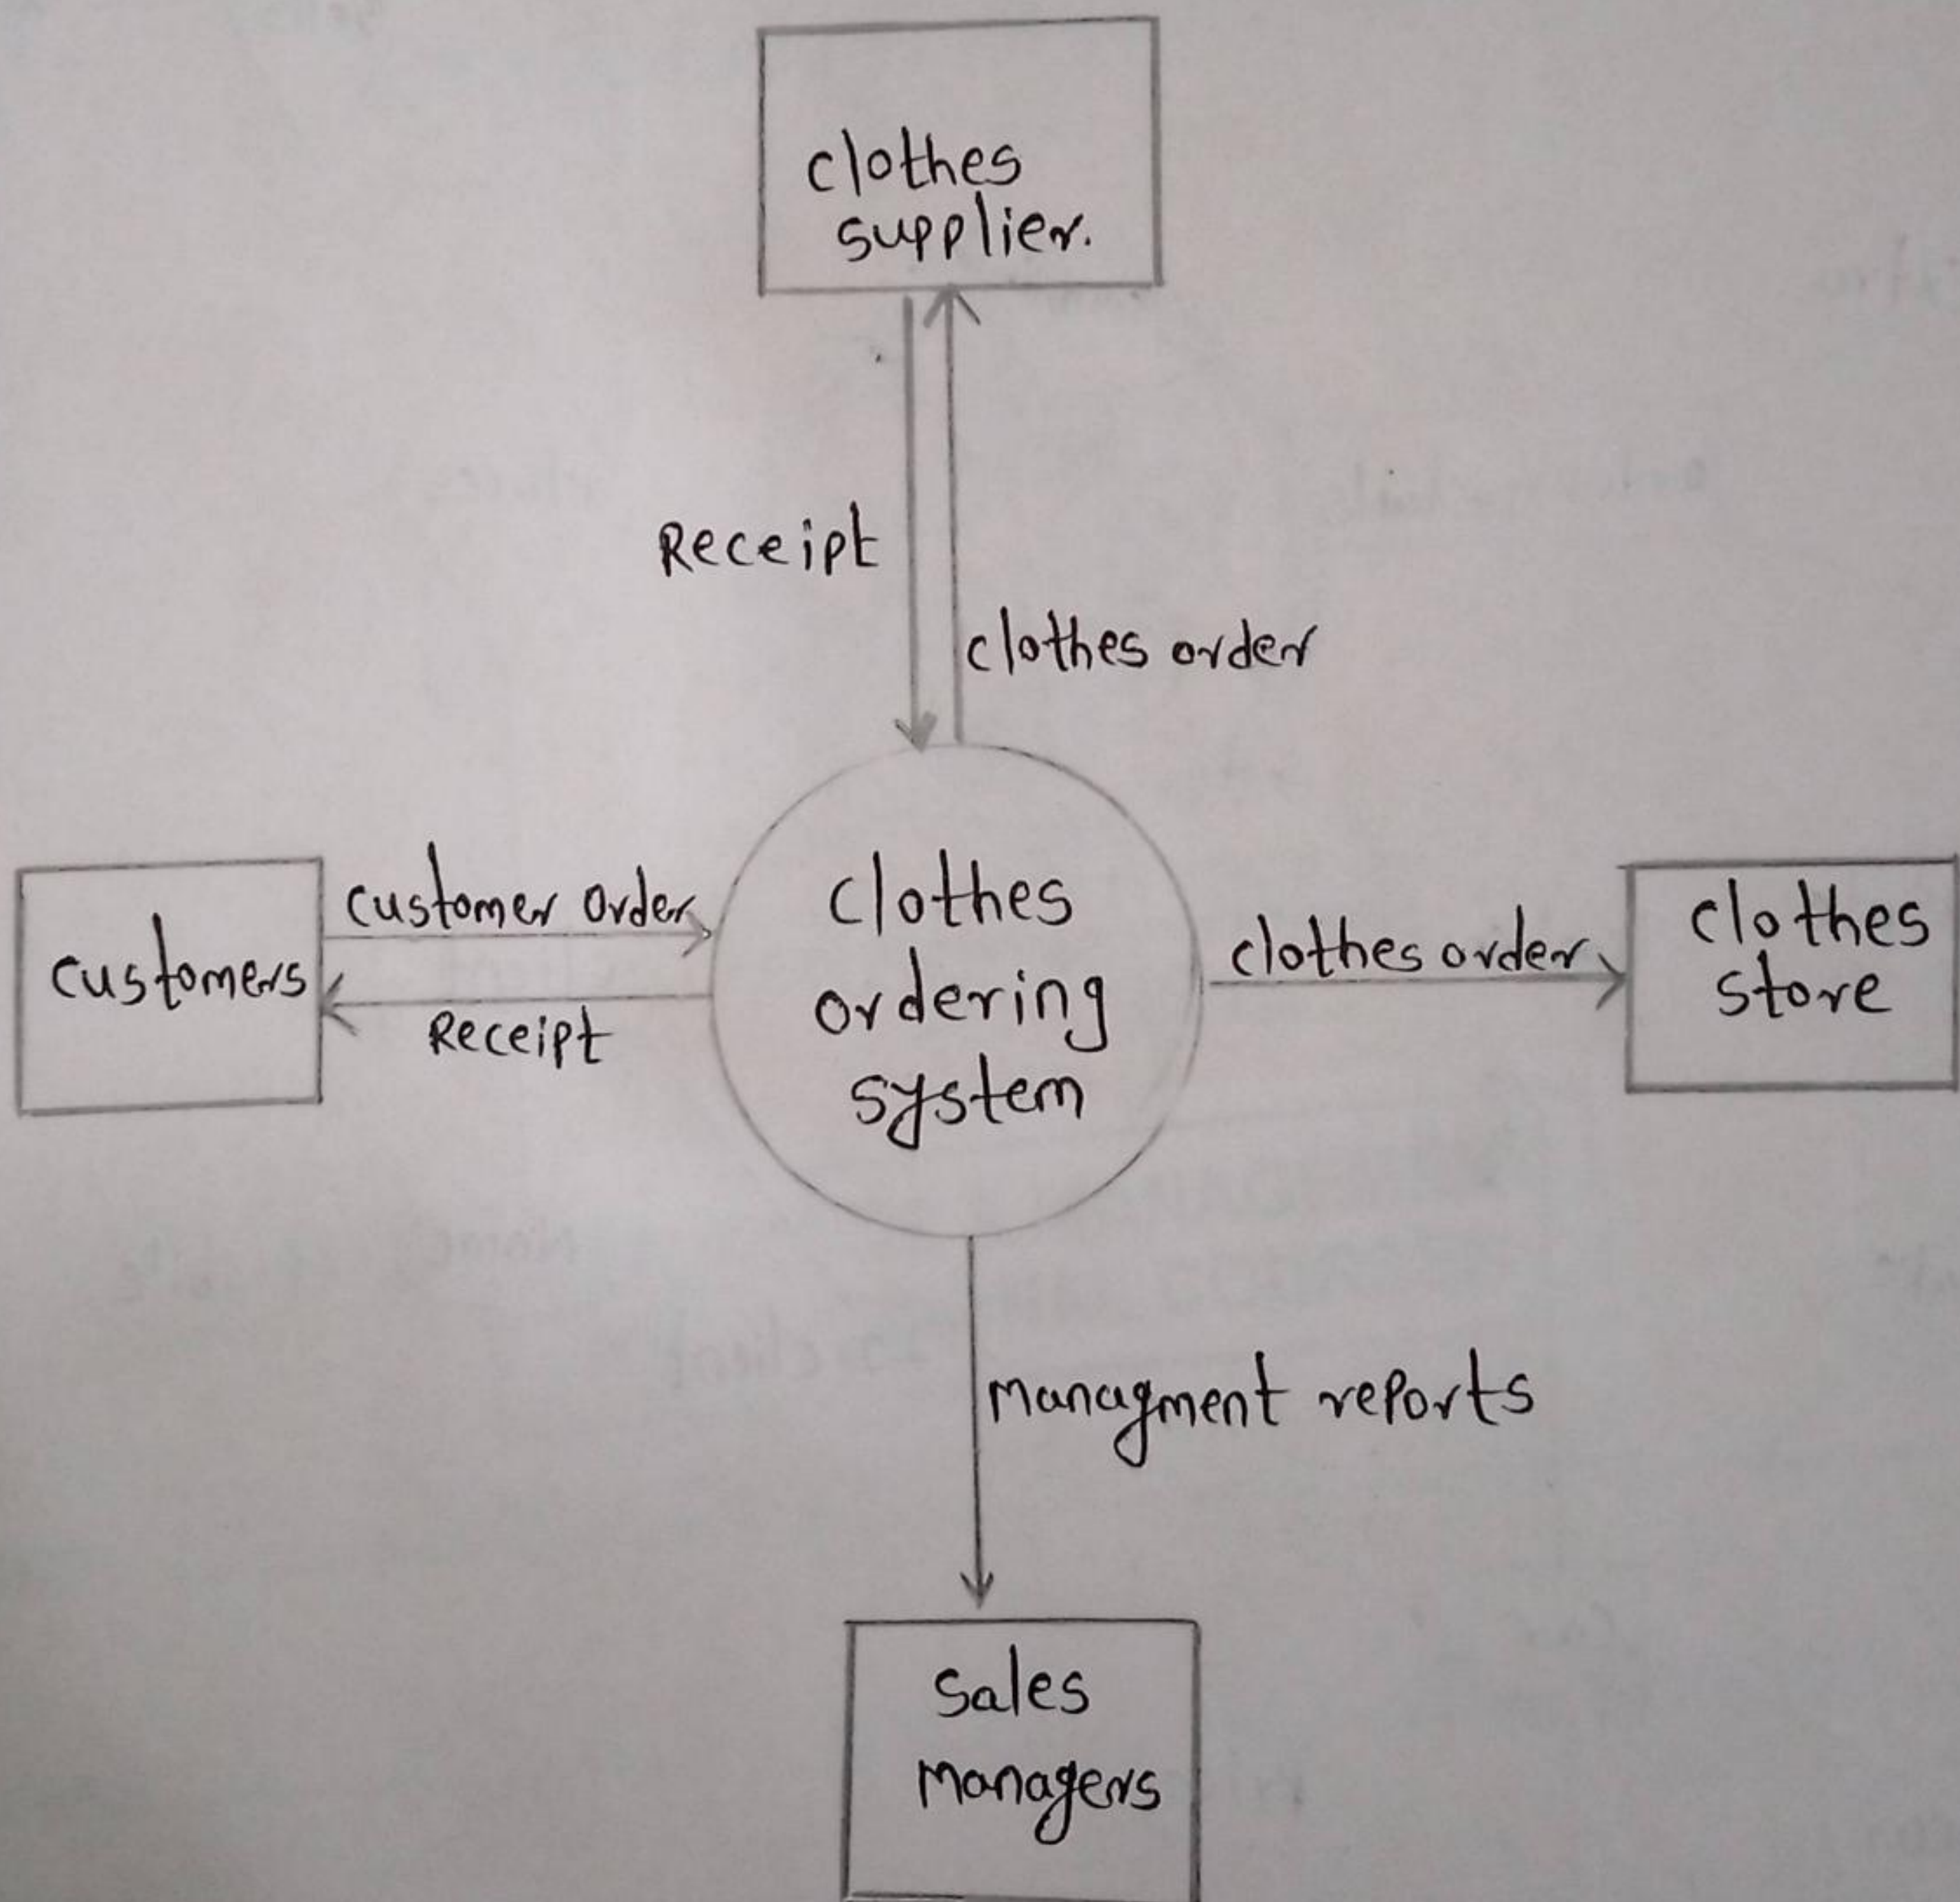 clothes
supplier.
Receipt
clothes order
customer order
customers
Receipt
clothes
ordering
system
clothes order
clothes
store
Managment reports
sales
Managers